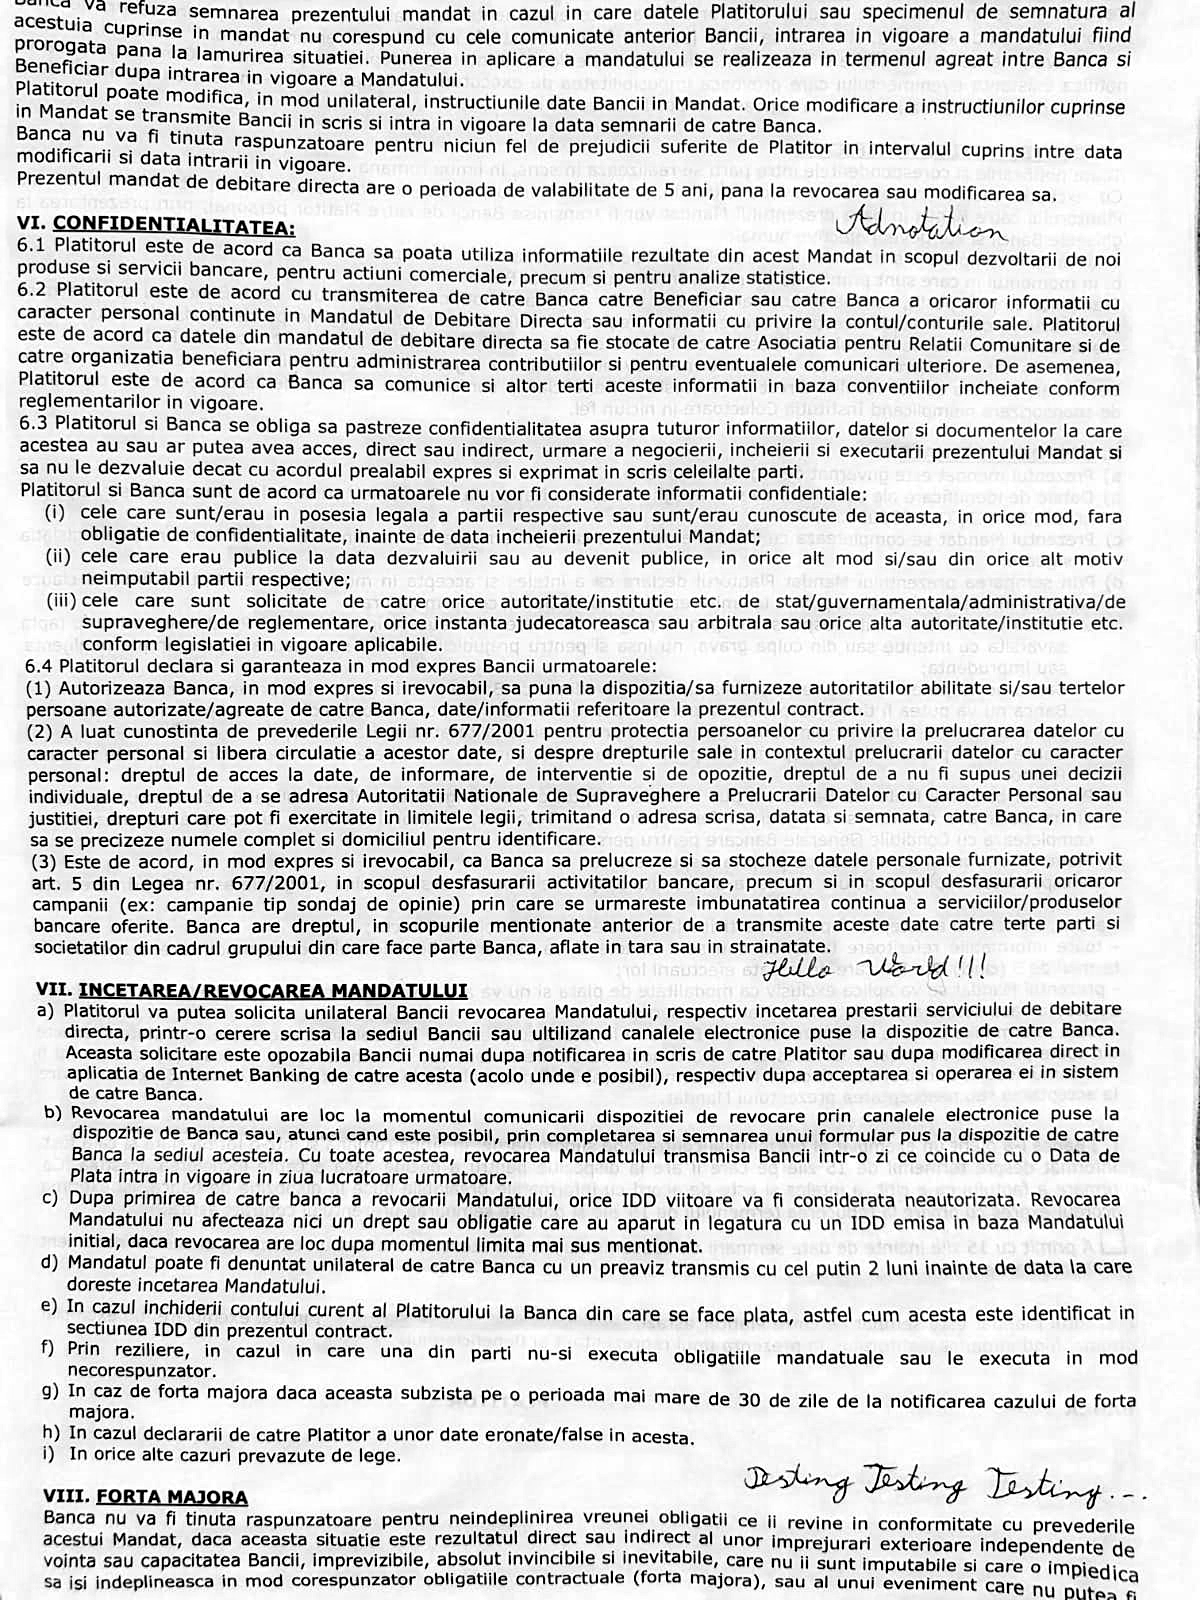 Banca va refuza semnarea prezentului mandat in cazul in care datele Platitorului sau specimenul de semnatura al
acestuia cuprinse in mandat nu corespund cu cele comunicate anterior Bancii, intrarea in vigoare a mandatului fiind
prorogata pana la lamurirea situatiei. Punerea in aplicare a mandatului se realizeaza in termenul agreat intre Banca si
Beneficiar dupa intrarea in vigoare a Mandatului.
Platitorul poate modifica, in mod unilateral, instructiunile date Bancii in Mandat. Orice modificare a instructiunilor cuprinse
in Mandat se transmite Bancii in scris si intra in vigoare la data semnarii de catre Banca.
Banca nu va fi tinuta raspunzatoare pentru niciun fel de prejudicii suferite de Platitor in intervalul cuprins intre data
modificarii si data intrarii in vigoare.
Prezentul mandat de debitare directa are o perioada de valabilitate de 5 ani, pana la revocarea sau modificarea sa.
Adnotation
VI. CONFIDENTIALITATEA:
6.1 Platitorul este de acord ca Banca sa poata utiliza informatiile rezultate din acest Mandat in scopul dezvoltarii de noi
produse si servicii bancare, pentru actiuni comerciale, precum si pentru analize statistice.
6.2 Platitorul este de acord cu transmiterea de catre Banca catre Beneficiar sau catre Banca a oricaror informatii cu
caracter personal continute in Mandatul de Debitare Directa sau informatii cu privire la contul/conturile sale. Platitorul
este de acord ca datele din mandatul de debitare directa sa fie stocate de catre Asociatia pentru Relatii Comunitare si de
catre organizatia beneficiara pentru administrarea contributiilor si pentru eventualele comunicari ulteriore. De asemenea,
Platitorul este de acord ca Banca sa comunice si altor terti aceste informatii in baza conventiilor incheiate conform
reglementarilor in vigoare.
6.3 Platitorul si Banca se obliga sa pastreze confidentialitatea asupra tuturor informatiilor, datelor si documentelor la care
acestea au sau ar putea avea acces, direct sau indirect, urmare a negocierii, incheierii si executarii prezentului Mandat si
sa nu le dezvaluie decat cu acordul prealabil expres si exprimat in scris celeilalte parti.
Platitorul si Banca sunt de acord ca urmatoarele nu vor fi considerate informatii confidentiale:
(i) cele care sunt/erau in posesia legala a partii respective sau sunt/erau cunoscute de aceasta, in orice mod, fara
obligatie de confidentialitate, inainte de data incheierii prezentului Mandat;
(ii) cele care erau publice la data dezvaluirii sau au devenit publice, in orice alt mod si/sau din orice alt motiv
neimputabil partii respective;
(iii) cele care sunt solicitate de catre orice autoritate/institutie etc. de stat/guvernamentala/administrativa/de
supraveghere/de reglementare, orice instanta judecatoreasca sau arbitrala sau orice alta autoritate/institutie etc.
conform legislatiei in vigoare aplicabile.
6.4 Platitorul declara si garanteaza in mod expres Bancii urmatoarele:
(1) Autorizeaza Banca, in mod expres si irevocabil, sa puna la dispozitia/sa furnizeze autoritatilor abilitate si/sau tertelor
persoane autorizate/agreate de catre Banca, date/informatii referitoare la prezentul contract.
(2) A luat cunostinta de prevederile Legii nr. 677/2001 pentru protectia persoanelor cu privire la prelucrarea datelor cu
caracter personal si libera circulatie a acestor date, si despre drepturile sale in contextul prelucrarii datelor cu caracter
personal: dreptul de acces la date, de informare, de interventie si de opozitie, dreptul de a nu fi supus unei decizii
individuale, dreptul de a se adresa Autoritatii Nationale de Supraveghere a Prelucrarii Datelor cu Caracter Personal sau
justitiei, drepturi care pot fi exercitate in limitele legii, trimitand o adresa scrisa, datata si semnata, catre Banca, in care
sa se precizeze numele complet si domiciliul pentru identificare.
(3) Este de acord, in mod expres si irevocabil, ca Banca sa prelucreze si sa stocheze datele personale furnizate, potrivit
art. 5 din Legea nr. 677/2001, in scopul desfasurarii activitatilor bancare, precum si in scopul desfasurarii oricaror
campanii (ex: campanie tip sondaj de opinie) prin care se urmareste imbunatatirea continua a serviciilor/produselor
bancare oferite. Banca are dreptul, in scopurile mentionate anterior de a transmite aceste date catre terte parti si
societatilor din cadrul grupului din care face parte Banca, aflate in tara sau in strainatate.
Hello World!!!
VII. INCETAREA/REVOCAREA MANDATULUI
a) Platitorul va putea solicita unilateral Bancii revocarea Mandatului, respectiv incetarea prestarii serviciului de debitare
directa, printr-o cerere scrisa la sediul Bancii sau ultilizand canalele electronice puse la dispozitie de catre Banca.
Aceasta solicitare este opozabila Bancii numai dupa notificarea in scris de catre Platitor sau dupa modificarea direct in
aplicatia de Internet Banking de catre acesta (acolo unde e posibil), respectiv dupa acceptarea si operarea ei in sistem
de catre Banca.
b) Revocarea mandatului are loc la momentul comunicarii dispozitiei de revocare prin canalele electronice puse la
dispozitie de Banca sau, atunci cand este posibil, prin completarea si semnarea unui formular pus la dispozitie de catre
Banca la sediul acesteia. Cu toate acestea, revocarea Mandatului transmisa Bancii intr-o zi ce coincide cu o Data de
Plata intra in vigoare in ziua lucratoare urmatoare:
c) Dupa primirea de catre banca a revocarii Mandatului, orice IDD viitoare va fi considerata neautorizata. Revocarea
Mandatului nu afecteaza nici un drept sau obligatie care au aparut in legatura cu un IDD emisa in baza Mandatului
initial, daca revocarea are loc dupa momentul limita mai sus mentionat.
d) Mandatul poate fi denuntat unilateral de catre Banca cu un preaviz transmis cu cel putin 2 luni inainte de data la care
doreste incetarea Mandatului.
e) In cazul inchiderii contului curent al Platitorului la Banca din care se face plata, astfel cum acesta este identificat in
sectiunea IDD din prezentul contract.
f) Prin reziliere, in cazul in care una din parti nu-si executa obligatiile mandatuale sau le executa in mod
necorespunzator.
g) In caz de forta majora daca aceasta subzista pe o perioada mai mare de 30 de zile de la notificarea cazului de forta
majora.
h) In cazul declararii de catre Platitor a unor date eronate/false in acesta.
i) In orice alte cazuri prevazute de lege.
Testing Testing Testing...
VIII. FORTA MAJORA
Banca nu va fi tinuta raspunzatoare pentru neindeplinirea vreunei obligatii ce ii revine in conformitate cu prevederile
acestui Mandat, daca aceasta situatie este rezultatul direct sau indirect al unor imprejurari exterioare independente de
vointa sau capacitatea Bancii, imprevizibile, absolut invincibile si inevitabile, care nu ii sunt imputabile si care o impiedica
sa isi indeplineasca in mod corespunzator obligatiile contractuale (forta majora), sau al unui eveniment care nu putea fi